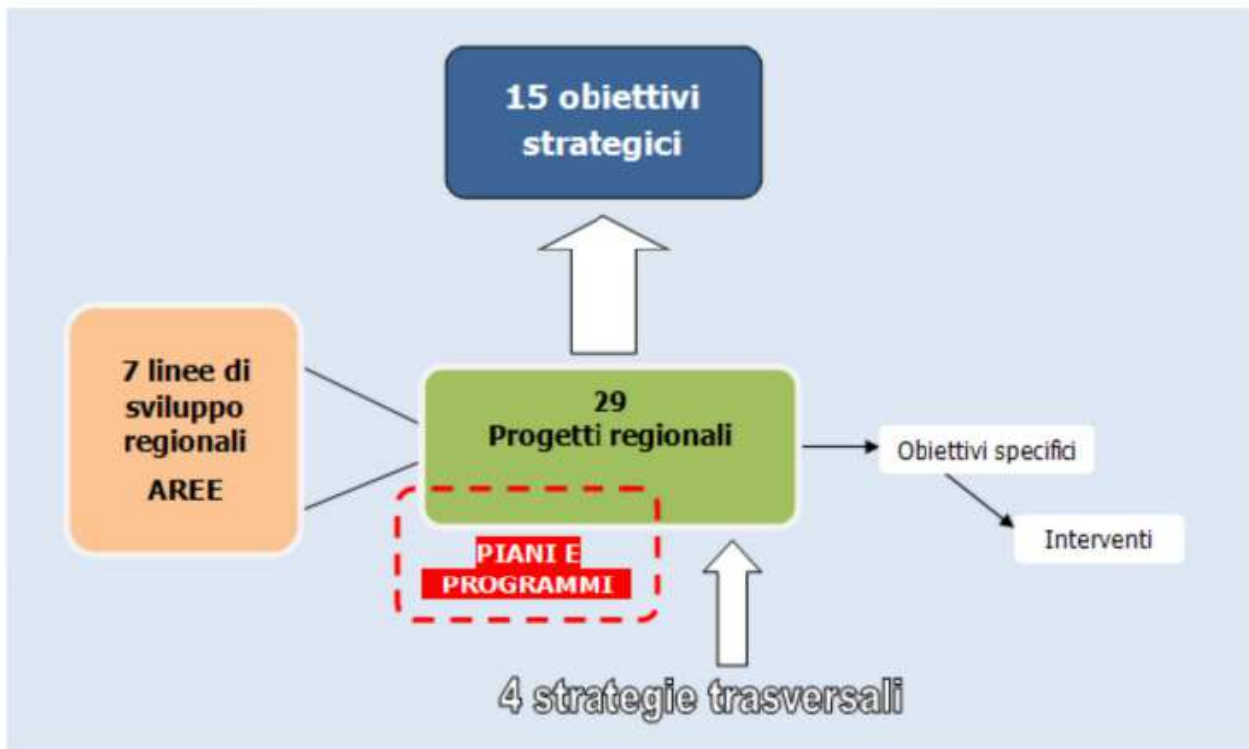 15 obiettivi
strategici
7 linee di
sviluppo
regionali
AREE
29
Progetti regionali
PIANI E
PROGRAMMI
Obiettivi specifici
Interventi
4 strategie trasversali